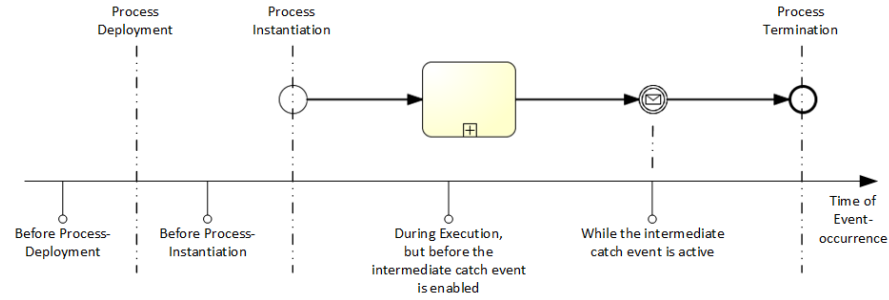 Process
Deployment
Process
Instantiation
Process
Termination
Before Process-
Deployment
Before Process-
Instantiation
During Execution,
but before the
intermediate catch event
is enabled
While the intermediate
catch event is active
Time of
Event-
occurrence